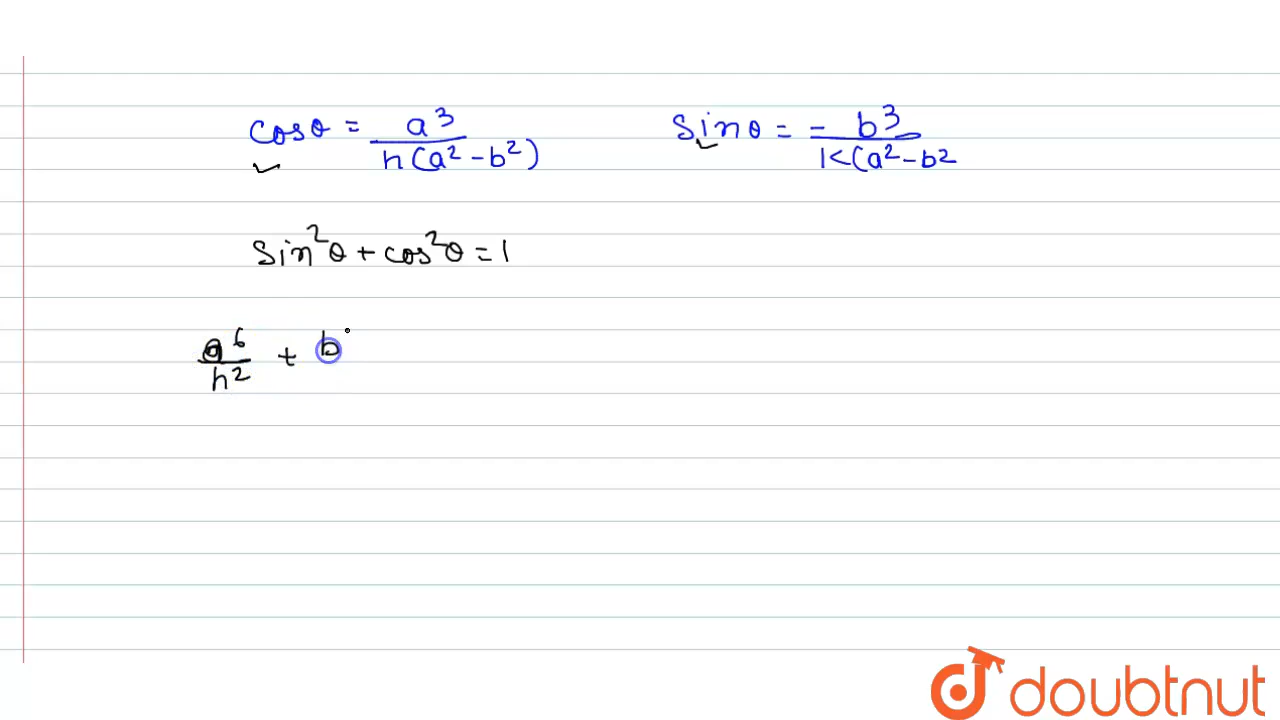 cosθ = a³/h(a² - b²) sinθ = - b³/k(a² - b²
sin²θ + cos²θ = 1
a⁶/h² + b
doubtnut